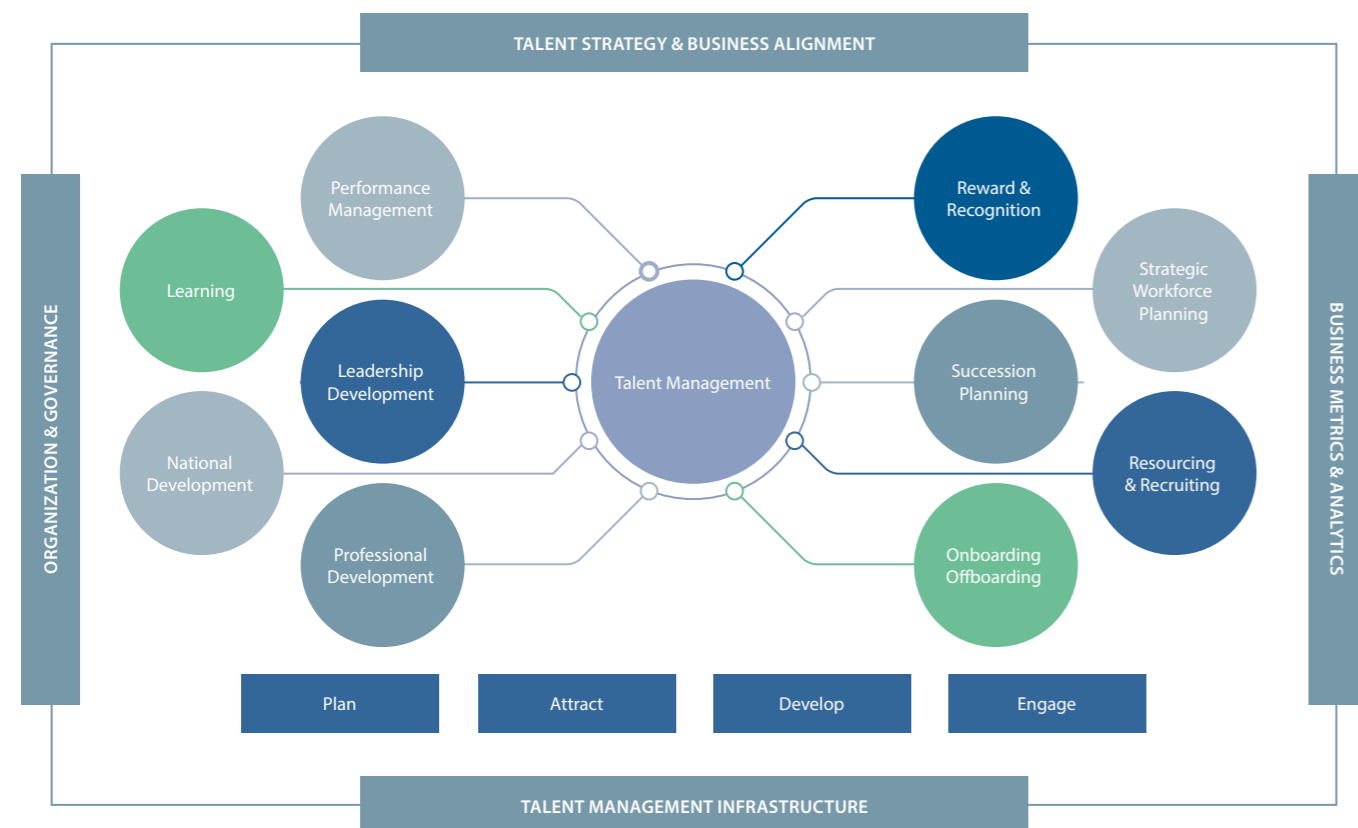 TALENT STRATEGY & BUSINESS ALIGNMENT
ORGANIZATION & GOVERNANCE
Performance
Management
Learning
Leadership
Development
National
Development
Professional
Development
Talent Management
Reward &
Recognition
Strategic
Workforce
Planning
Succession
Planning
Resourcing
& Recruiting
Onboarding
Offboarding
BUSINESS METRICS & ANALYTICS
Plan
Attract
Develop
Engage
TALENT MANAGEMENT INFRASTRUCTURE